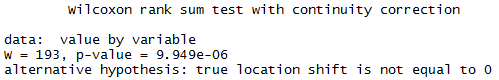 Wilcoxon rank sum test with continuity correction
data:  value by variable
W = 193, p-value = 9.949e-06
alternative hypothesis: true location shift is not equal to 0